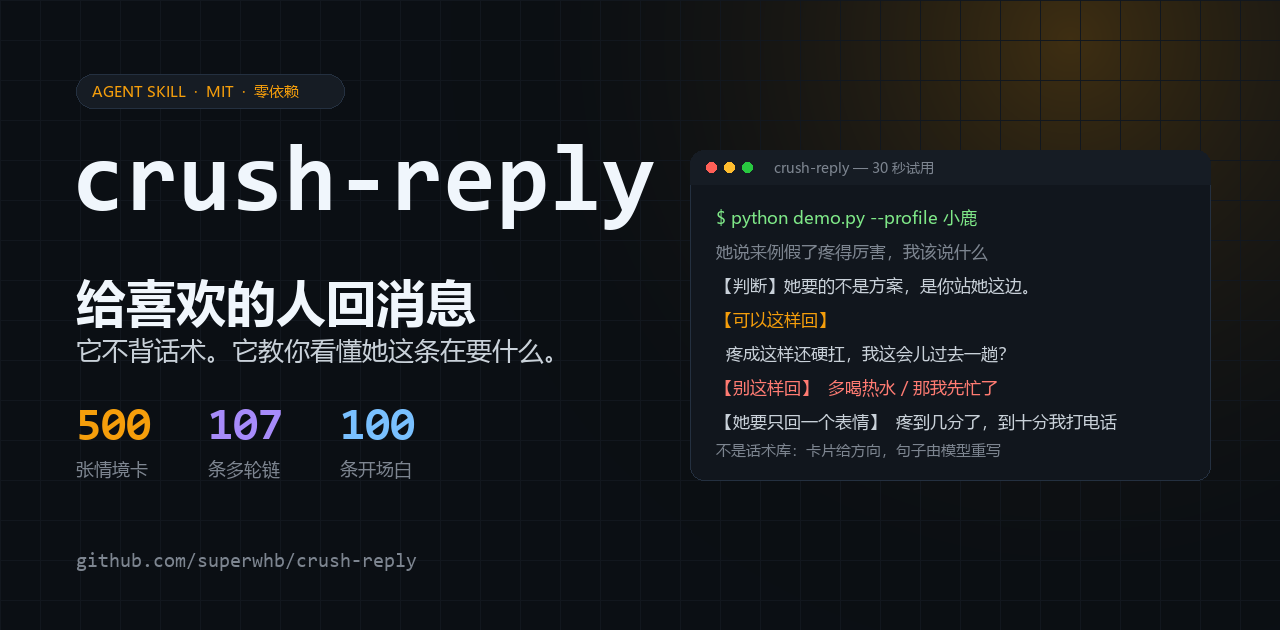 AGENT SKILL · MIT · 零依赖
crush-reply
给喜欢的人回消息
它不背话术。它教你看懂她这条在要什么。
500 107 100
张情境卡 条多轮链 条开场白
github.com/superwhb/crush-reply
crush-reply — 30 秒试用
$ python demo.py --profile 小鹿
她说来例假了疼得厉害，我该说什么
【判断】她要的不是方案，是你站她这边。
【可以这样回】
疼成这样还硬扛，我这会儿过去一趟？
【别这样回】 多喝热水 / 那我先忙了
【她要只回一个表情】 疼到几分了，到十分我打电话
不是话术库：卡片给方向，句子由模型重写